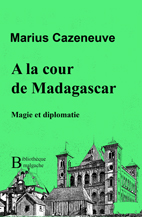 Marius Cazeneuve
A la cour
de Madagascar
Magie et diplomatie
Bibliothèque
malgache